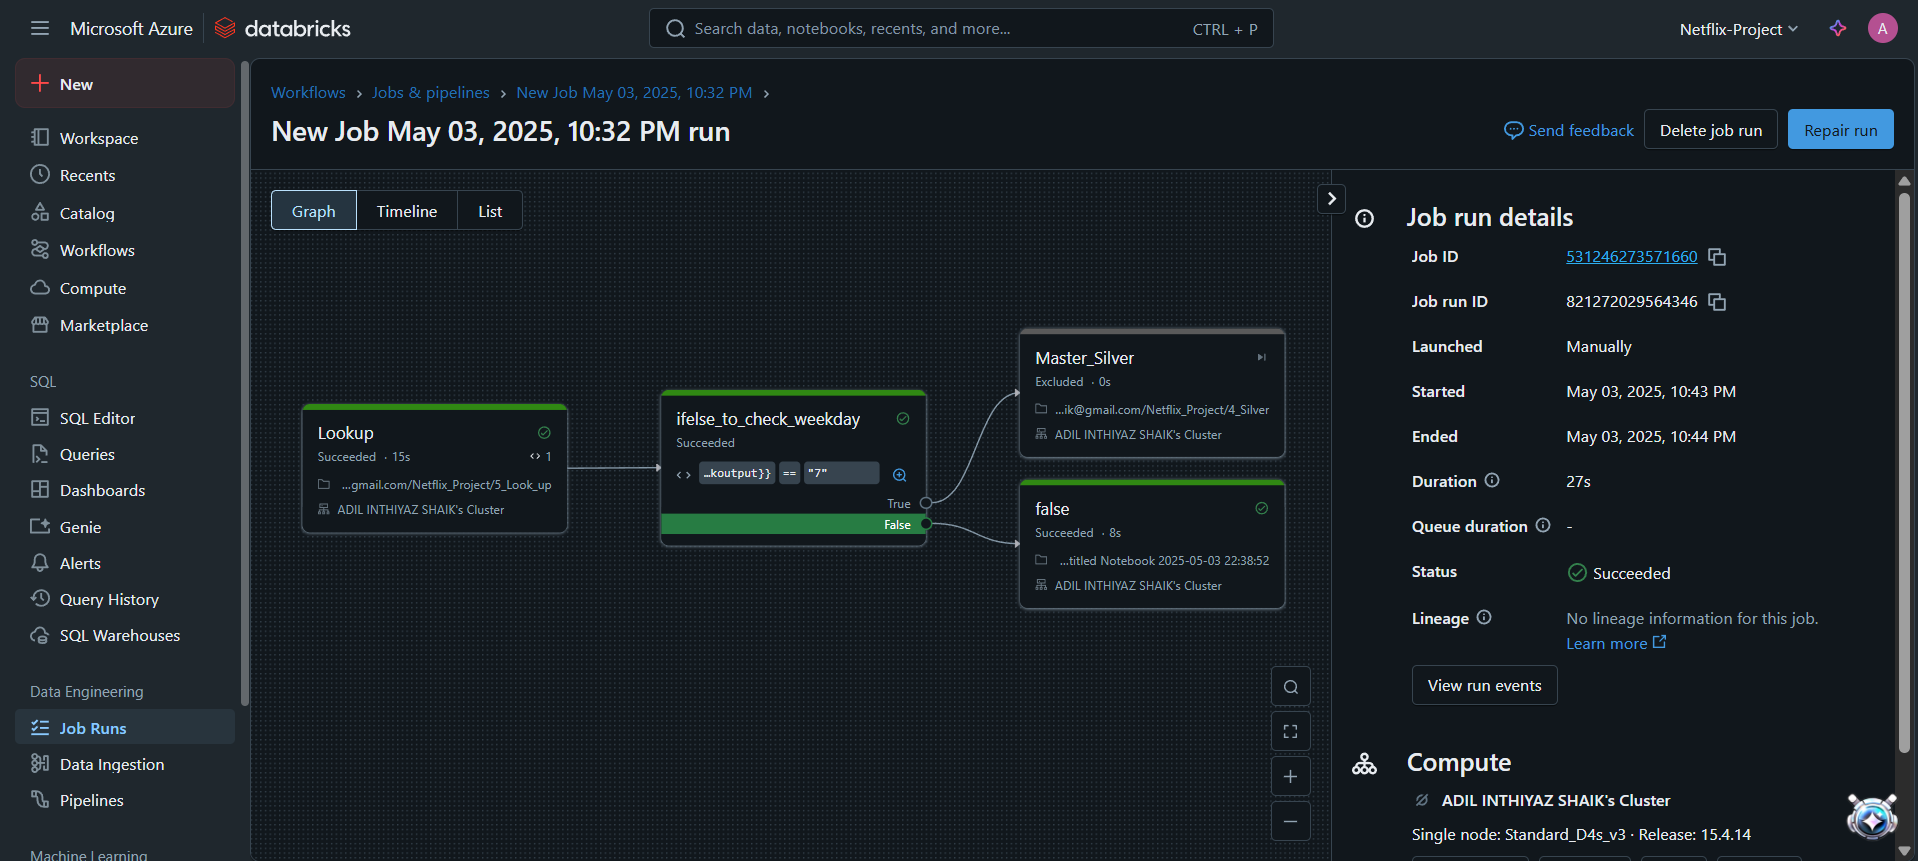 Microsoft Azure
databricks
Search data, notebooks, recents, and more...
CTRL + P
Netflix-Project
A
New
Workspace
Recents
Catalog
Workflows
Compute
Marketplace
SQL
SQL Editor
Queries
Dashboards
Genie
Alerts
Query History
SQL Warehouses
Data Engineering
Job Runs
Data Ingestion
Pipelines
Machine Learning
Workflows › Jobs & pipelines › New Job May 03, 2025, 10:32 PM ›
New Job May 03, 2025, 10:32 PM run
Send feedback
Delete job run
Repair run
Graph
Timeline
List
Lookup
Succeeded · 15s
1
...gmail.com/Netflix_Project/5_Look_up
ADIL INTHIYAZ SHAIK's Cluster
ifelse_to_check_weekday
Succeeded
…koutput}} == "7"
True
False
Master_Silver
Excluded · 0s
...ik@gmail.com/Netflix_Project/4_Silver
ADIL INTHIYAZ SHAIK's Cluster
false
Succeeded · 8s
...titled Notebook 2025-05-03 22:38:52
ADIL INTHIYAZ SHAIK's Cluster
Job run details
Job ID 531246273571660
Job run ID 821272029564346
Launched Manually
Started May 03, 2025, 10:43 PM
Ended May 03, 2025, 10:44 PM
Duration 27s
Queue duration -
Status Succeeded
Lineage No lineage information for this job.
Learn more
View run events
Compute
ADIL INTHIYAZ SHAIK's Cluster
Single node: Standard_D4s_v3 · Release: 15.4.14